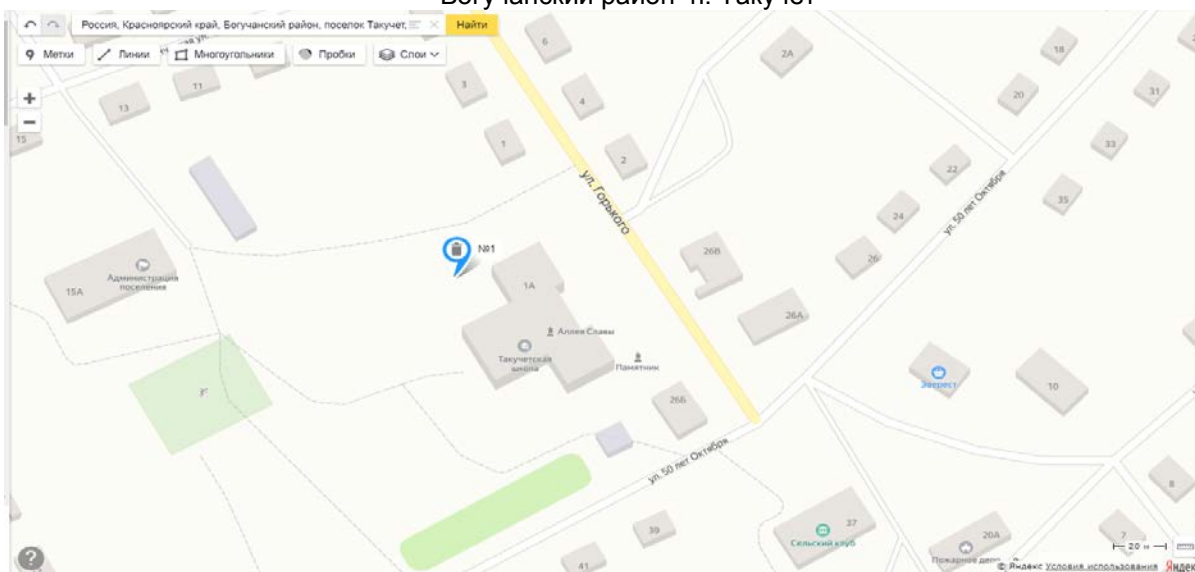 Богучанский район п. Такучет
Россия, Красноярский край, Богучанский район, поселок Такучет,
Найти
Метки
Линии
Многоугольники
Пробки
Слои
6
2А
18
3
4
20
31
13
11
15
1
2
33
22
ул. Горького
35
ул. 50 лет Октября
24
№1
26В
26
Администрация
поселения
15А
1А
26А
Аллея Славы
Такучетская
школа
Памятник
Эверест
10
26Б
ул. 50 лет Октября
8
39
37
Сельский клуб
20А
7
Пожарное депо
41
20 м
?
© Яндекс Условия использования Яндек